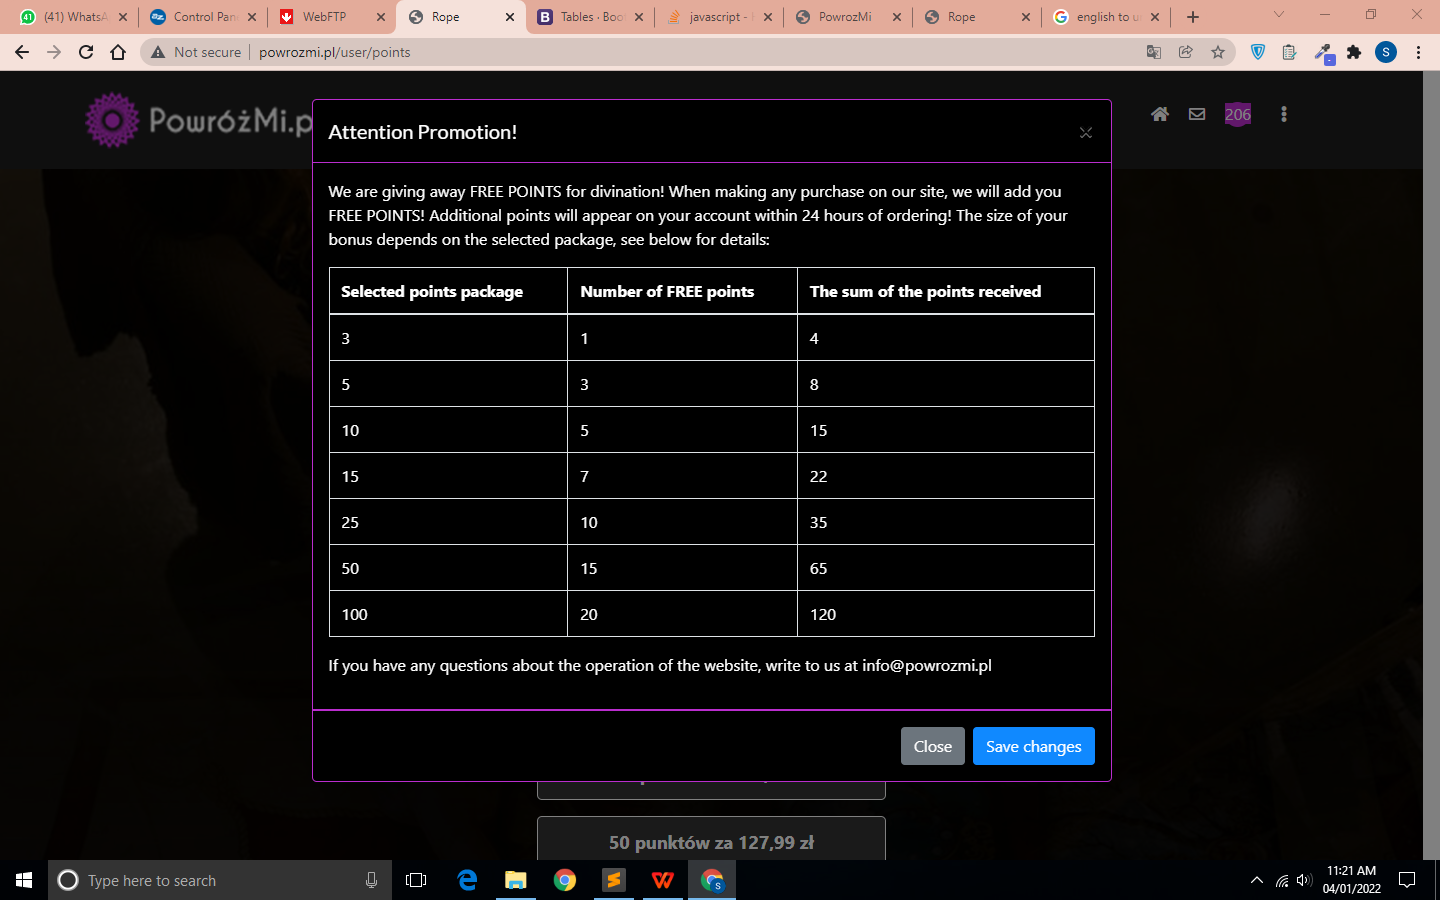 (41) WhatsA
Control Pan
WebFTP
Rope
Tables · Boo
javascript -
PowrozMi
Rope
english to u
Not secure
powrozmi.pl/user/points
S
PowróżMi.p
206
Attention Promotion!
We are giving away FREE POINTS for divination! When making any purchase on our site, we will add you
FREE POINTS! Additional points will appear on your account within 24 hours of ordering! The size of your
bonus depends on the selected package, see below for details:
Selected points package Number of FREE points The sum of the points received
3 1 4
5 3 8
10 5 15
15 7 22
25 10 35
50 15 65
100 20 120
If you have any questions about the operation of the website, write to us at info@powrozmi.pl
Close Save changes
50 punktów za 127,99 zł
Type here to search
11:21 AM
04/01/2022